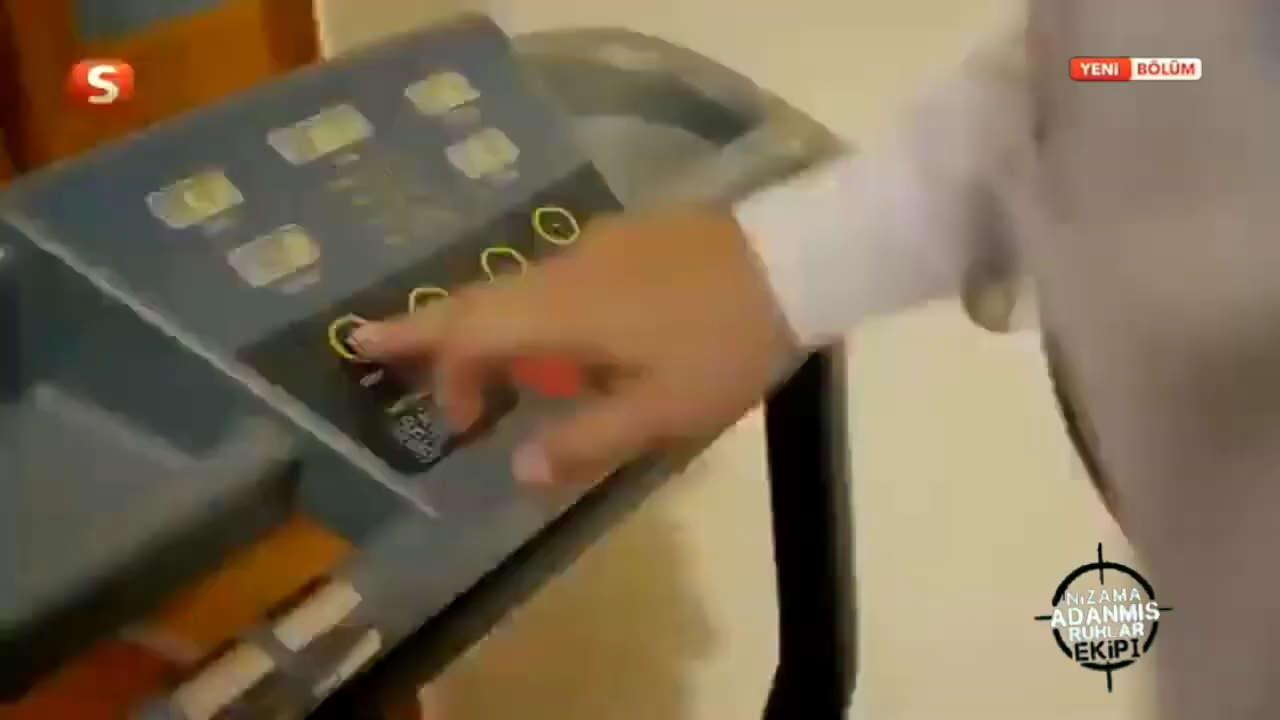 S
YENİ BÖLÜM
NİZAMA
ADANMIŞ
RUHLAR
EKİPİ